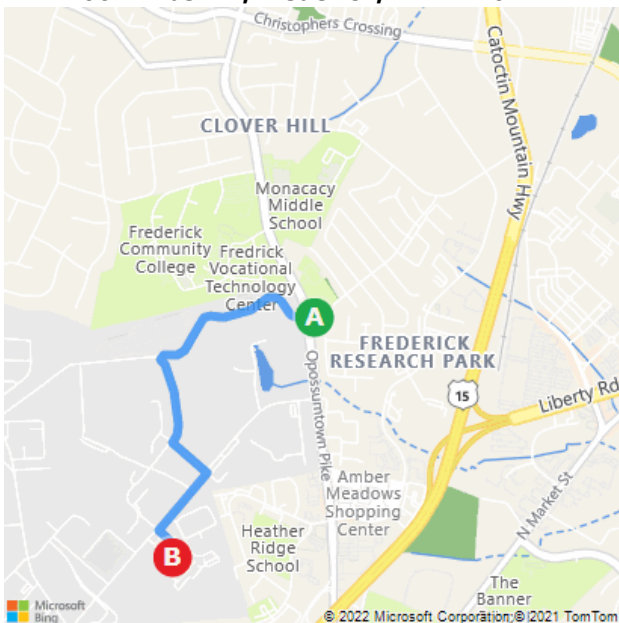 Christophers Crossing
Catoctin Mountain Hwy
CLOVER HILL
Monacacy
Middle
School
Frederick
Community
College
Fredrick
Vocational
Technology
Center
A
Opossumtown Pike
FREDERICK
RESEARCH PARK
15
Liberty Rd
Amber
Meadows
Shopping
Center
N Market St
Heather
Ridge
School
B
The
Banner
Microsoft
Bing
© 2022 Microsoft Corporation,© 2021 TomTom